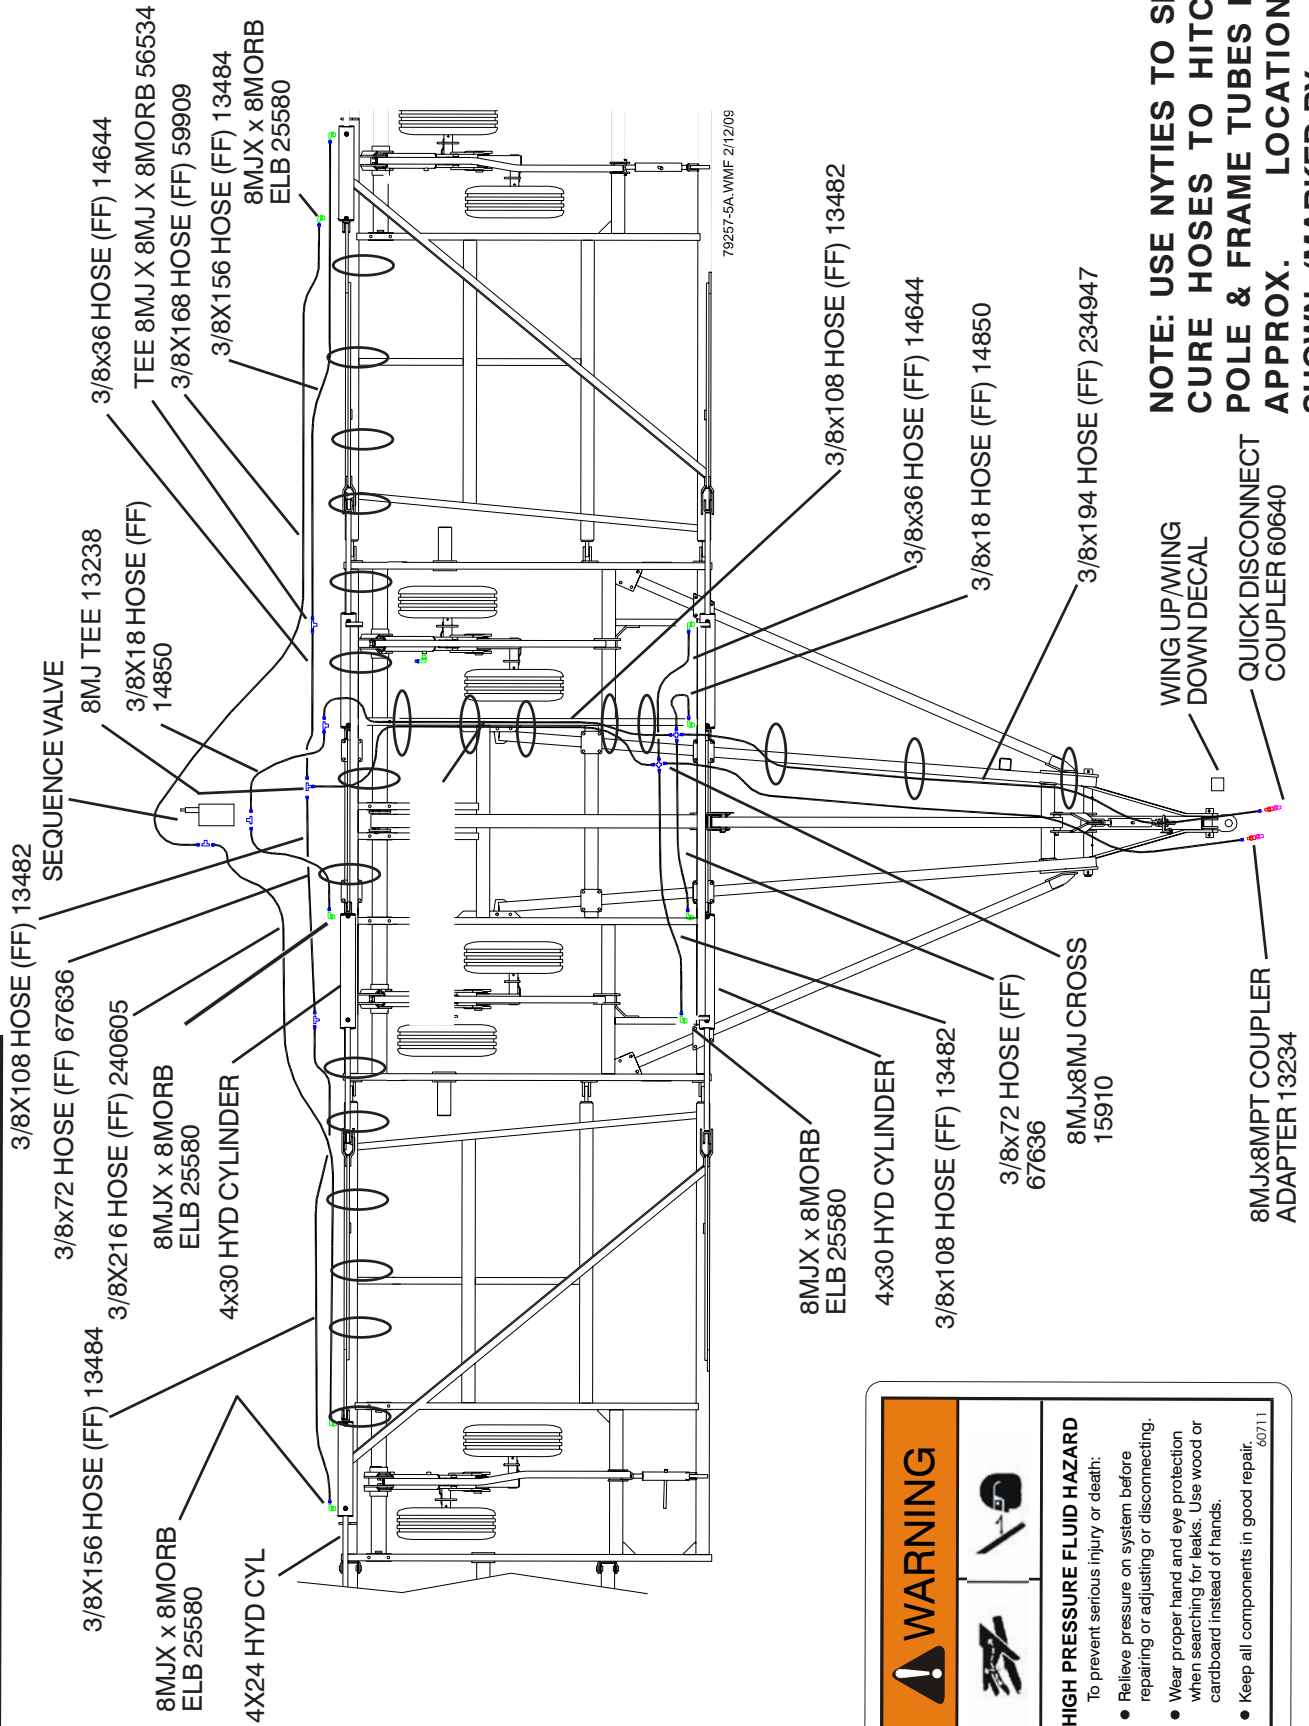 3/8X156 HOSE (FF) 13484
8MJX x 8MORB
ELB 25580
4X24 HYD CYL
3/8X108 HOSE (FF) 13482
3/8x72 HOSE (FF) 67636
3/8X216 HOSE (FF) 240605
8MJX x 8MORB
ELB 25580
4x30 HYD CYLINDER
SEQUENCE VALVE
8MJ TEE 13238
3/8X18 HOSE (FF)
14850
3/8x36 HOSE (FF) 14644
TEE 8MJ X 8MJ X 8MORB 56534
3/8X168 HOSE (FF) 59909
3/8X156 HOSE (FF) 13484
8MJX x 8MORB
ELB 25580
79257-5A.WMF 2/12/09
3/8x108 HOSE (FF) 13482
3/8x36 HOSE (FF) 14644
3/8x18 HOSE (FF) 14850
3/8x194 HOSE (FF) 234947
8MJX x 8MORB
ELB 25580
4x30 HYD CYLINDER
3/8x108 HOSE (FF) 13482
3/8x72 HOSE (FF)
67636
8MJx8MJ CROSS
15910
8MJx8MPT COUPLER
ADAPTER 13234
WING UP/WING
DOWN DECAL
QUICK DISCONNECT
COUPLER 60640
NOTE: USE NYTIES TO
CURE HOSES TO
POLE & FRAME TUBES
APPROX. LOCATION
WARNING
HIGH PRESSURE FLUID HAZARD
To prevent serious injury or death:
● Relieve pressure on system before
repairing or adjusting or disconnecting.
● Wear proper hand and eye protection
when searching for leaks. Use wood or
cardboard instead of hands.
● Keep all components in good repair.
60711